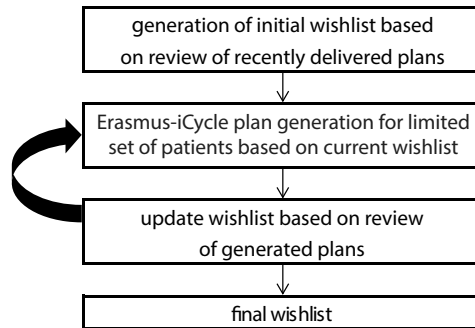 generation of initial wishlist based
on review of recently delivered plans
Erasmus-iCycle plan generation for limited
set of patients based on current wishlist
update wishlist based on review
of generated plans
final wishlist